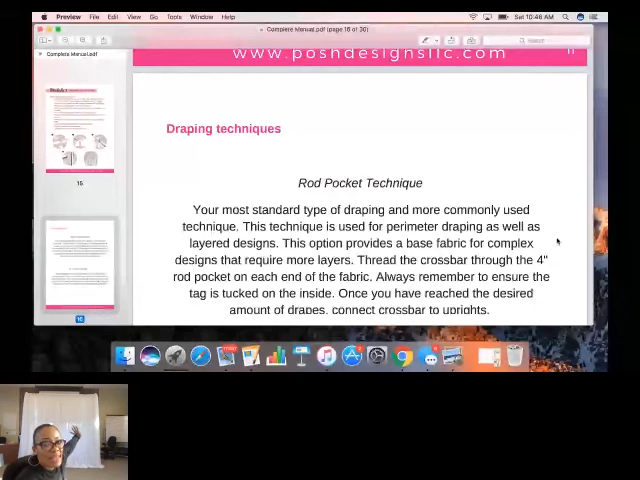 Preview File Edit View Go Tools Window Help
Sat 10:46 AM
Complete Manual.pdf (page 16 of 30)
Search
Complete Manual.pdf
www.poshdesignsllc.com
15
16
Draping techniques
Rod Pocket Technique
Your most standard type of draping and more commonly used
technique. This technique is used for perimeter draping as well as
layered designs. This option provides a base fabric for complex
designs that require more layers. Thread the crossbar through the 4"
rod pocket on each end of the fabric. Always remember to ensure the
tag is tucked on the inside. Once you have reached the desired
amount of drapes, connect crossbar to uprights.